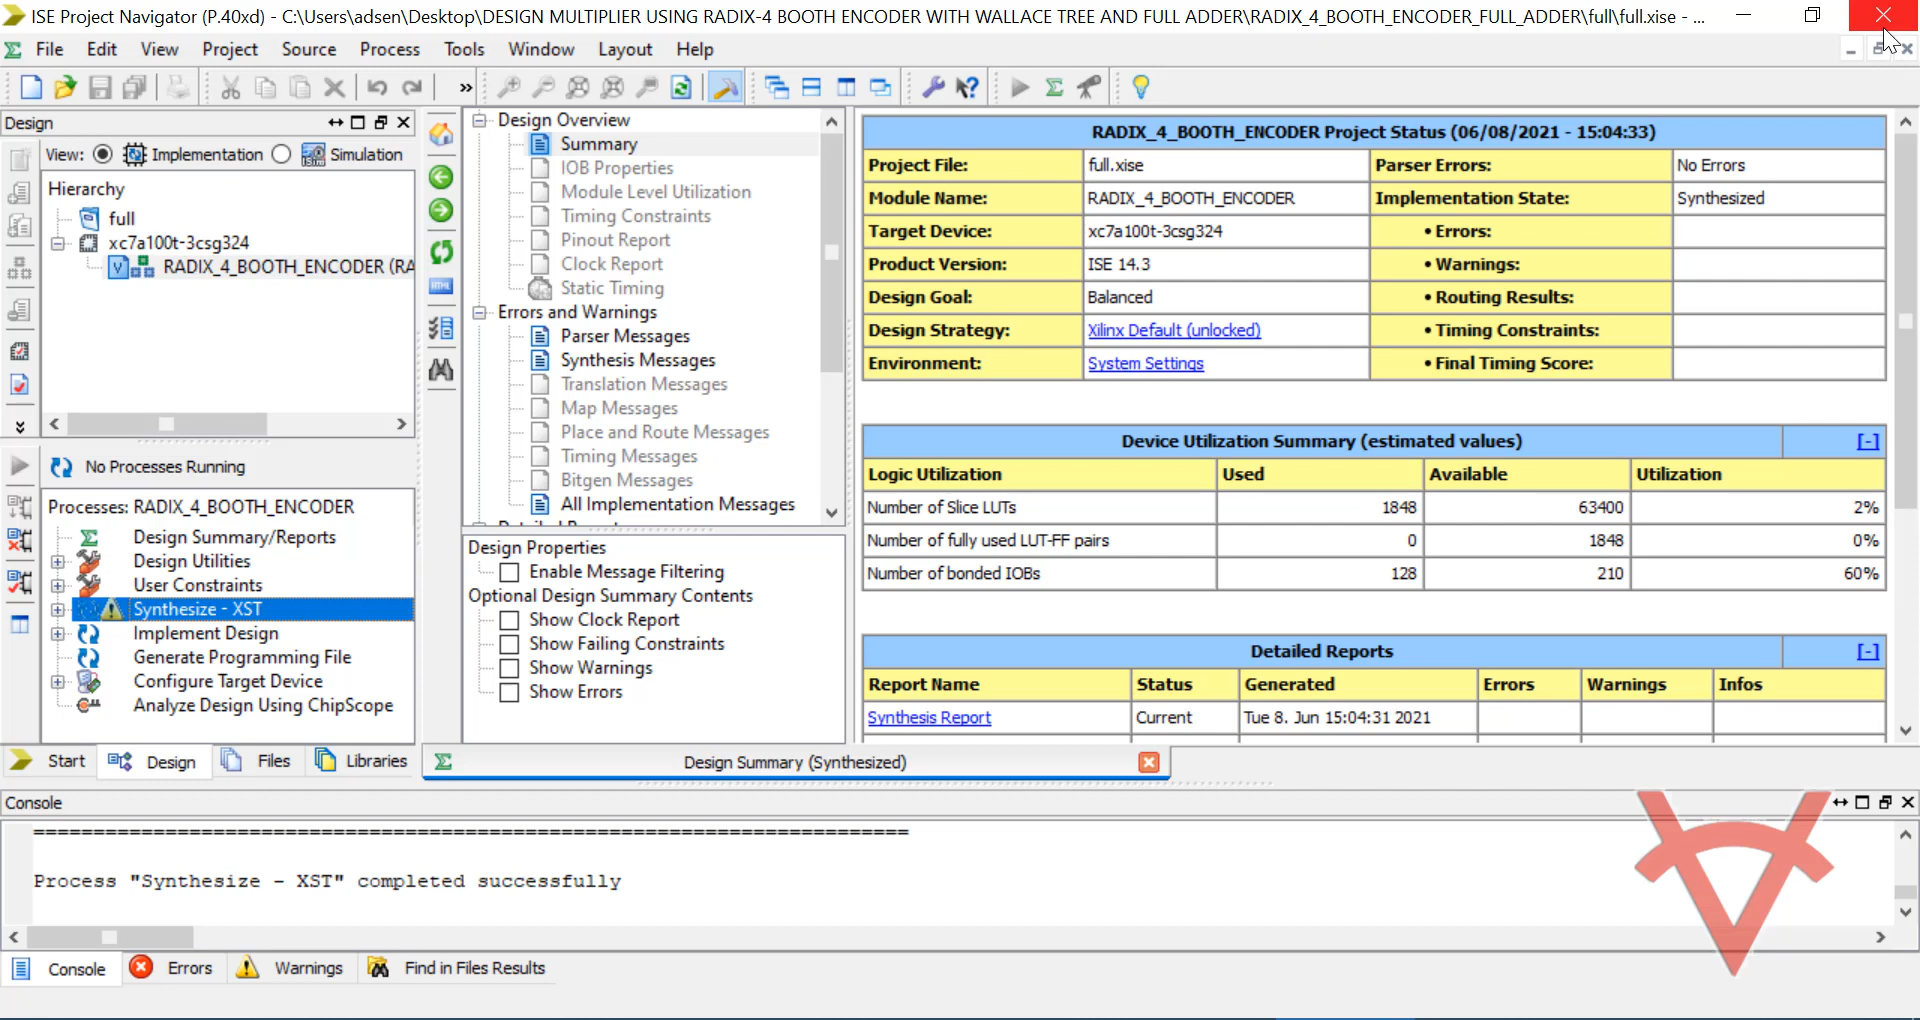 ISE Project Navigator (P.40xd) - C:\Users\adsen\Desktop\DESIGN MULTIPLIER USING RADIX-4 BOOTH ENCODER WITH WALLACE TREE AND FULL ADDER\RADIX_4_BOOTH_ENCODER_FULL_ADDER\full\full.xise - ...
File Edit View Project Source Process Tools Window Layout Help
Design
View: Implementation Simulation
Hierarchy
full
xc7a100t-3csg324
RADIX_4_BOOTH_ENCODER (RA
No Processes Running
Processes: RADIX_4_BOOTH_ENCODER
Design Summary/Reports
Design Utilities
User Constraints
Synthesize - XST
Implement Design
Generate Programming File
Configure Target Device
Analyze Design Using ChipScope
Start Design Files Libraries
Design Overview
Summary
IOB Properties
Module Level Utilization
Timing Constraints
Pinout Report
Clock Report
Static Timing
Errors and Warnings
Parser Messages
Synthesis Messages
Translation Messages
Map Messages
Place and Route Messages
Timing Messages
Bitgen Messages
All Implementation Messages
Design Properties
Enable Message Filtering
Optional Design Summary Contents
Show Clock Report
Show Failing Constraints
Show Warnings
Show Errors
RADIX_4_BOOTH_ENCODER Project Status (06/08/2021 - 15:04:33)
Project File: full.xise Parser Errors: No Errors
Module Name: RADIX_4_BOOTH_ENCODER Implementation State: Synthesized
Target Device: xc7a100t-3csg324 • Errors:
Product Version: ISE 14.3 • Warnings:
Design Goal: Balanced • Routing Results:
Design Strategy: Xilinx Default (unlocked) • Timing Constraints:
Environment: System Settings • Final Timing Score:
Device Utilization Summary (estimated values) [-]
Logic Utilization Used Available Utilization
Number of Slice LUTs 1848 63400 2%
Number of fully used LUT-FF pairs 0 1848 0%
Number of bonded IOBs 128 210 60%
Detailed Reports [-]
Report Name Status Generated Errors Warnings Infos
Synthesis Report Current Tue 8. Jun 15:04:31 2021
Design Summary (Synthesized)
Console
=========================================================================
Process "Synthesize - XST" completed successfully
Console Errors Warnings Find in Files Results